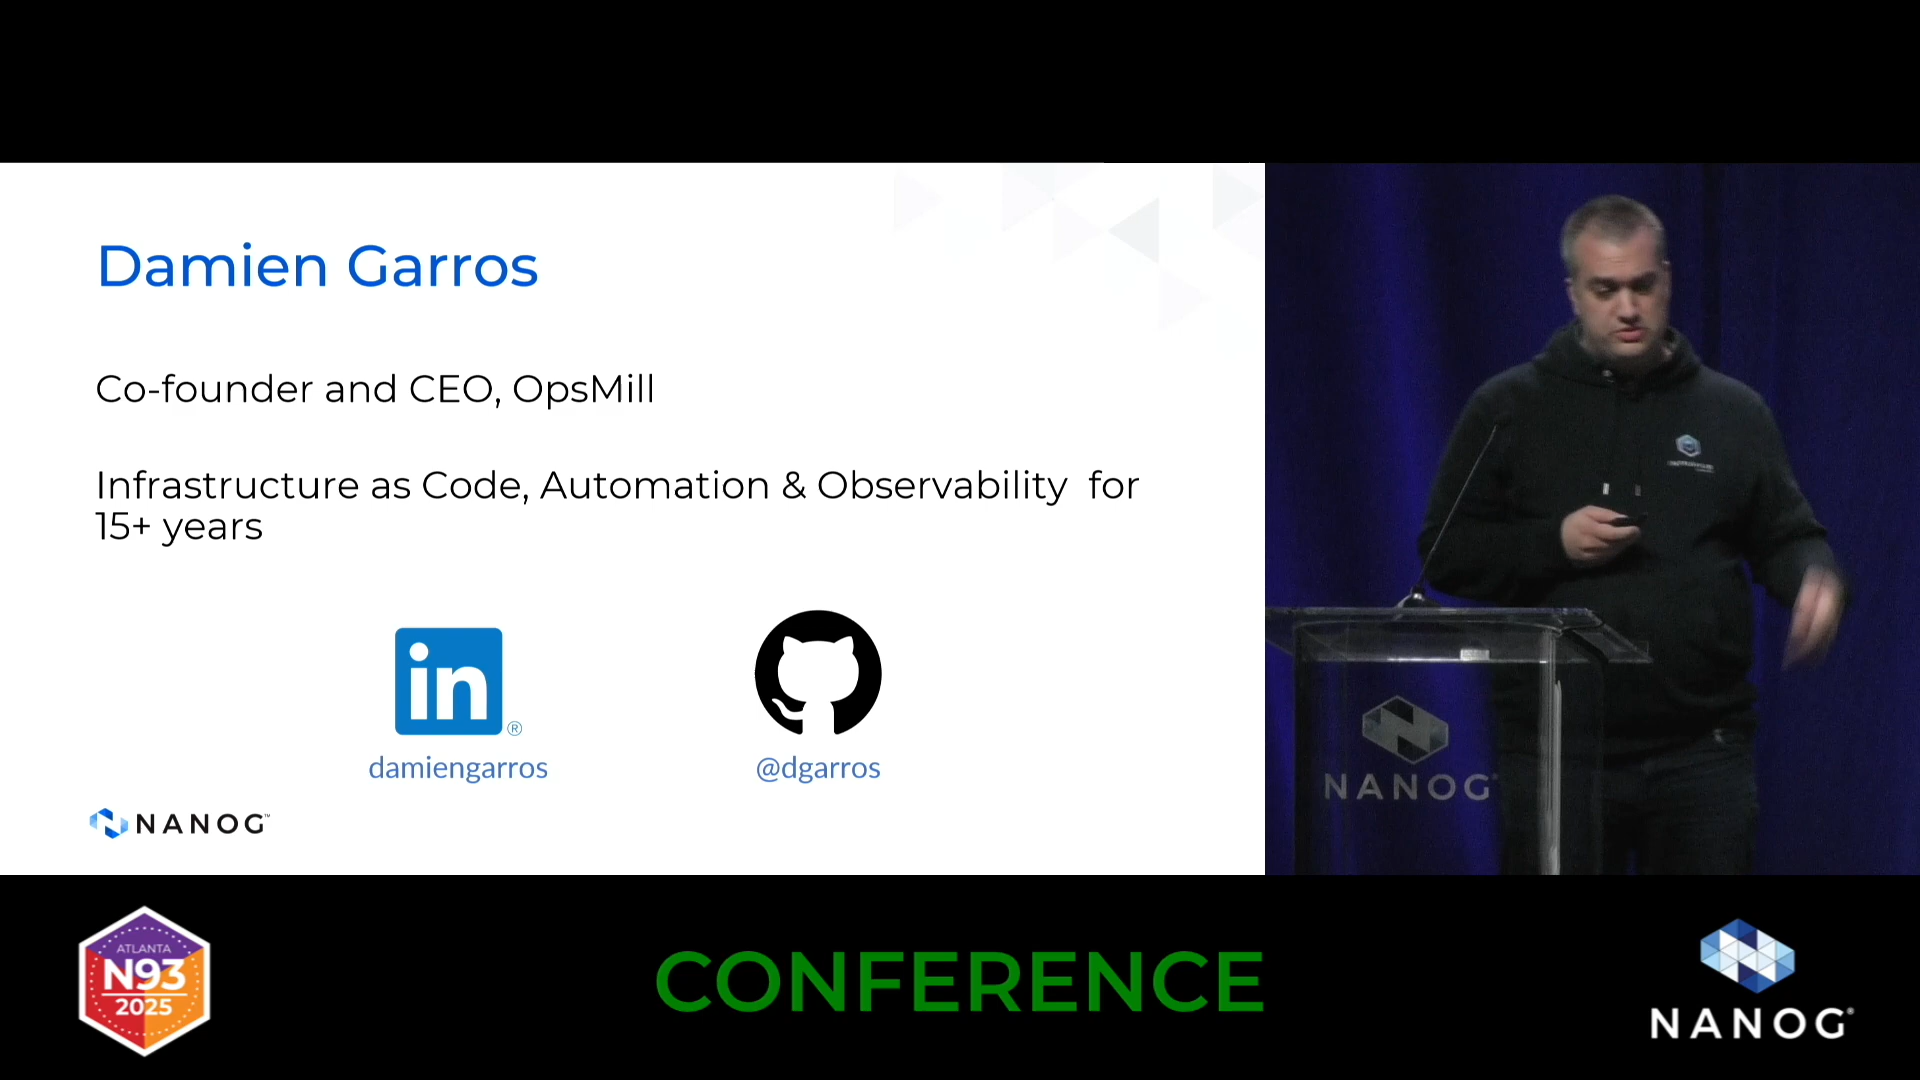 Damien Garros
Co-founder and CEO, OpsMill
Infrastructure as Code, Automation & Observability  for
15+ years
in®
damiengarros
@dgarros
NANOG™
NANOG
ATLANTA
N93
2025
CONFERENCE
NANOG®